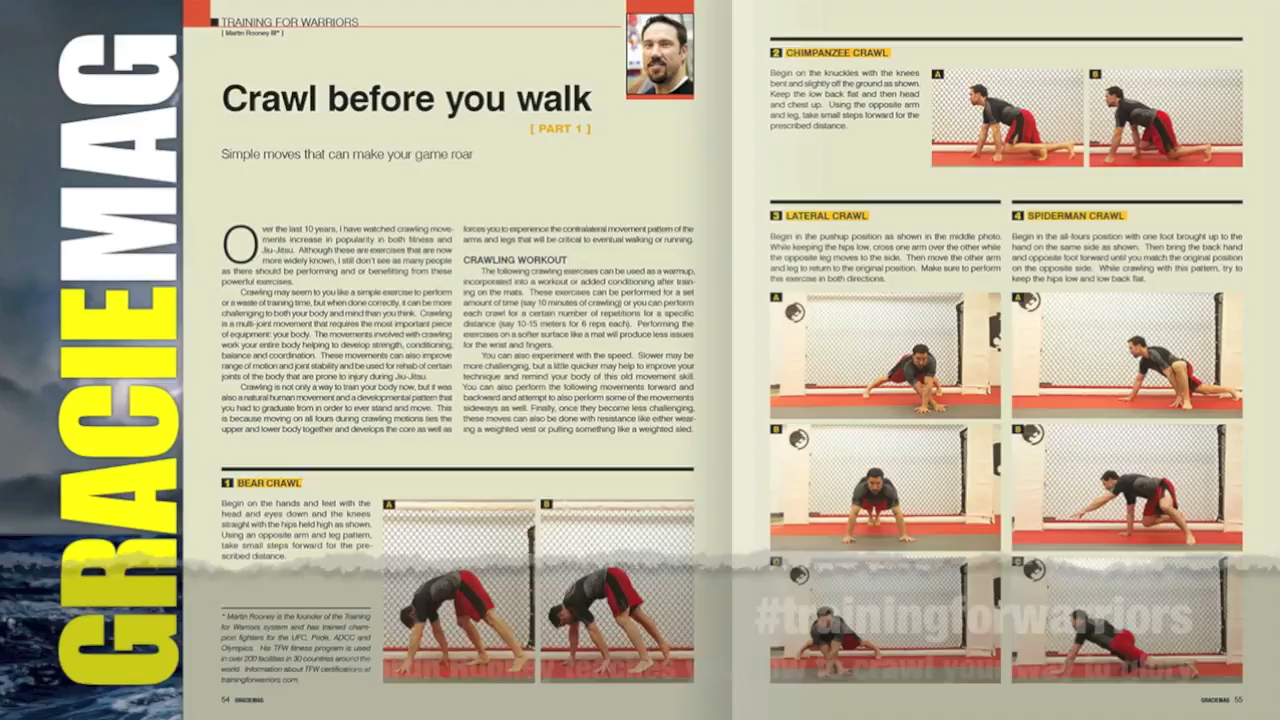 GRACIEMAG
TRAINING FOR WARRIORS
[ Martin Rooney III* ]
Crawl before you walk
[ PART 1 ]
Simple moves that can make your game roar
Over the last 10 years, I have watched crawling move-
ments increase in popularity in both fitness and
Jiu-Jitsu. Although these are exercises that are now
more widely known, I still don't see as many people
as there should be performing or benefitting from these
powerful exercises.
Crawling may seem to you like a simple exercise to perform
or a waste of training time, but when done correctly, it can be more
challenging to both your body and mind than you think. Crawling
is a multi-joint movement that requires the most important piece
of equipment: your body. The movements involved with crawling
work your entire body helping to develop strength, conditioning,
balance and coordination. These movements can also improve
range of motion and joint stability and be used for rehab of certain
joints of the body that are prone to injury during Jiu-Jitsu.
Crawling is not only a way to train your body now, but it was
also a natural human movement and a developmental pattern that
you had to graduate from in order to ever stand and move. This
is because moving on all fours during crawling motions ties the
upper and lower body together and develops the core as well as
forces you to experience the contralateral movement pattern of the
arms and legs that will be critical to eventual walking or running.
CRAWLING WORKOUT
The following crawling exercises can be used as a warmup,
incorporated into a workout or added conditioning after train-
ing on the mats. These exercises can be performed for a set
amount of time (say 10 minutes of crawling) or you can perform
each crawl for a certain number of repetitions for a specific
distance (say 10-15 meters for 6 reps each). Performing the
exercises on a softer surface like a mat will produce less issues
for the wrist and fingers.
You can also experiment with the speed. Slower may be
more challenging, but a little quicker may help to improve your
technique and remind your body of this old movement skill.
You can also perform the following movements forward and
backward and attempt to also perform some of the movements
sideways as well. Finally, once they become less challenging,
these moves can also be done with resistance like either wear-
ing a weighted vest or pulling something like a weighted sled.
1 BEAR CRAWL
Begin on the hands and feet with the
head and eyes down and the knees
straight with the hips held high as shown.
Using an opposite arm and leg pattern,
take small steps forward for the pre-
scribed distance.
A
B
* Martin Rooney is the founder of the Training
for Warriors system and has trained cham-
pion fighters for the UFC, Pride, ADCC and
Olympics. His TFW fitness program is used
in over 200 facilities in 30 countries around the
world. Information about TFW certifications at
trainingforwarriors.com.
54 GRACIEMAG
2 CHIMPANZEE CRAWL
Begin on the knuckles with the knees
bent and slightly off the ground as shown.
Keep the low back flat and then head
and chest up. Using the opposite arm
and leg, take small steps forward for the
prescribed distance.
A
B
3 LATERAL CRAWL
Begin in the pushup position as shown in the middle photo.
While keeping the hips low, cross one arm over the other while
the opposite leg moves to the side. Then move the other arm
and leg to return to the original position. Make sure to perform
this exercise in both directions.
A
B
C
4 SPIDERMAN CRAWL
Begin in the all-fours position with one foot brought up to the
hand on the same side as shown. Then bring the back hand
and opposite foot forward until you match the original position
on the opposite side. While crawling with this pattern, try to
keep the hips low and low back flat.
A
B
C
#trainingforwarriors
Rooney teaches
crawl
way to glory
GRACIEMAG 55